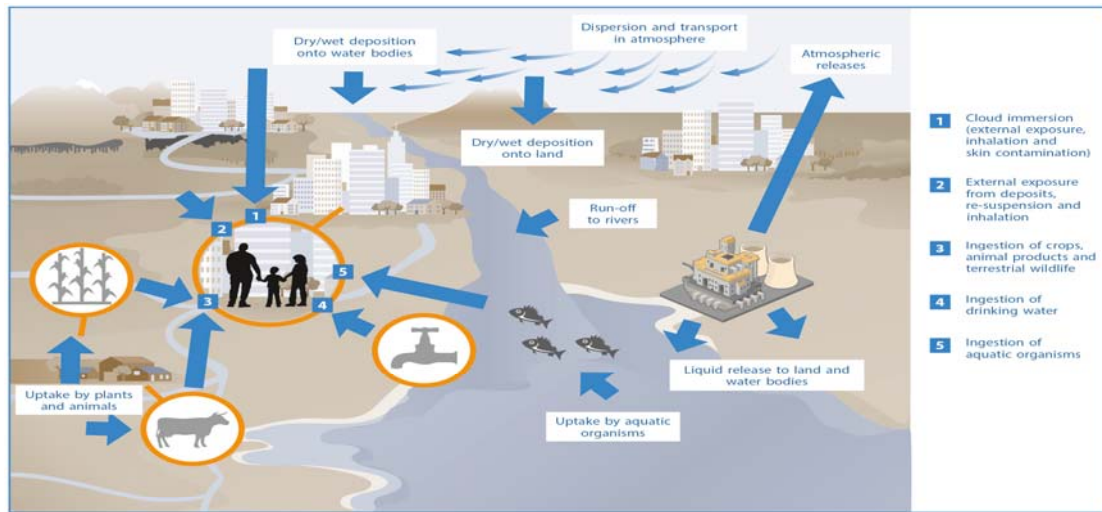 Dry/wet deposition
onto water bodies
Dispersion and transport
in atmosphere
Atmospheric
releases
Dry/wet deposition
onto land
Run-off
to rivers
1
2
3
4
5
Uptake by plants
and animals
Liquid release to land and
water bodies
Uptake by aquatic
organisms
1 Cloud immersion
(external exposure,
inhalation and
skin contamination)
2 External exposure
from deposits,
re-suspension and
inhalation
3 Ingestion of crops,
animal products and
terrestrial wildlife
4 Ingestion of
drinking water
5 Ingestion of
aquatic organisms